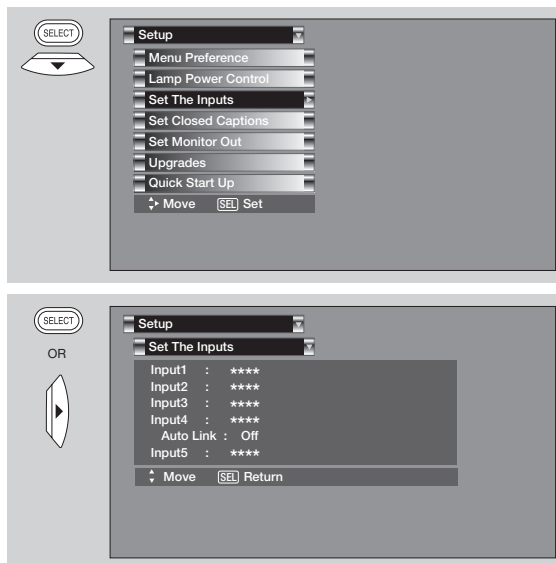 SELECT
Setup
Menu Preference
Lamp Power Control
Set The Inputs
Set Closed Captions
Set Monitor Out
Upgrades
Quick Start Up
Move SEL Set
SELECT
OR
Setup
Set The Inputs
Input1 : ****
Input2 : ****
Input3 : ****
Input4 : ****
Auto Link : Off
Input5 : ****
Move SEL Return